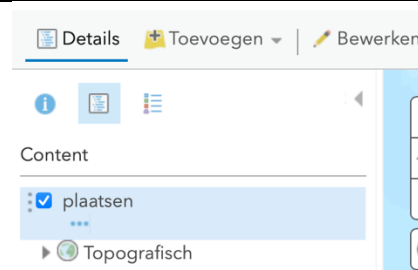 Details Toevoegen Bewerken
Content
plaatsen
Topografisch